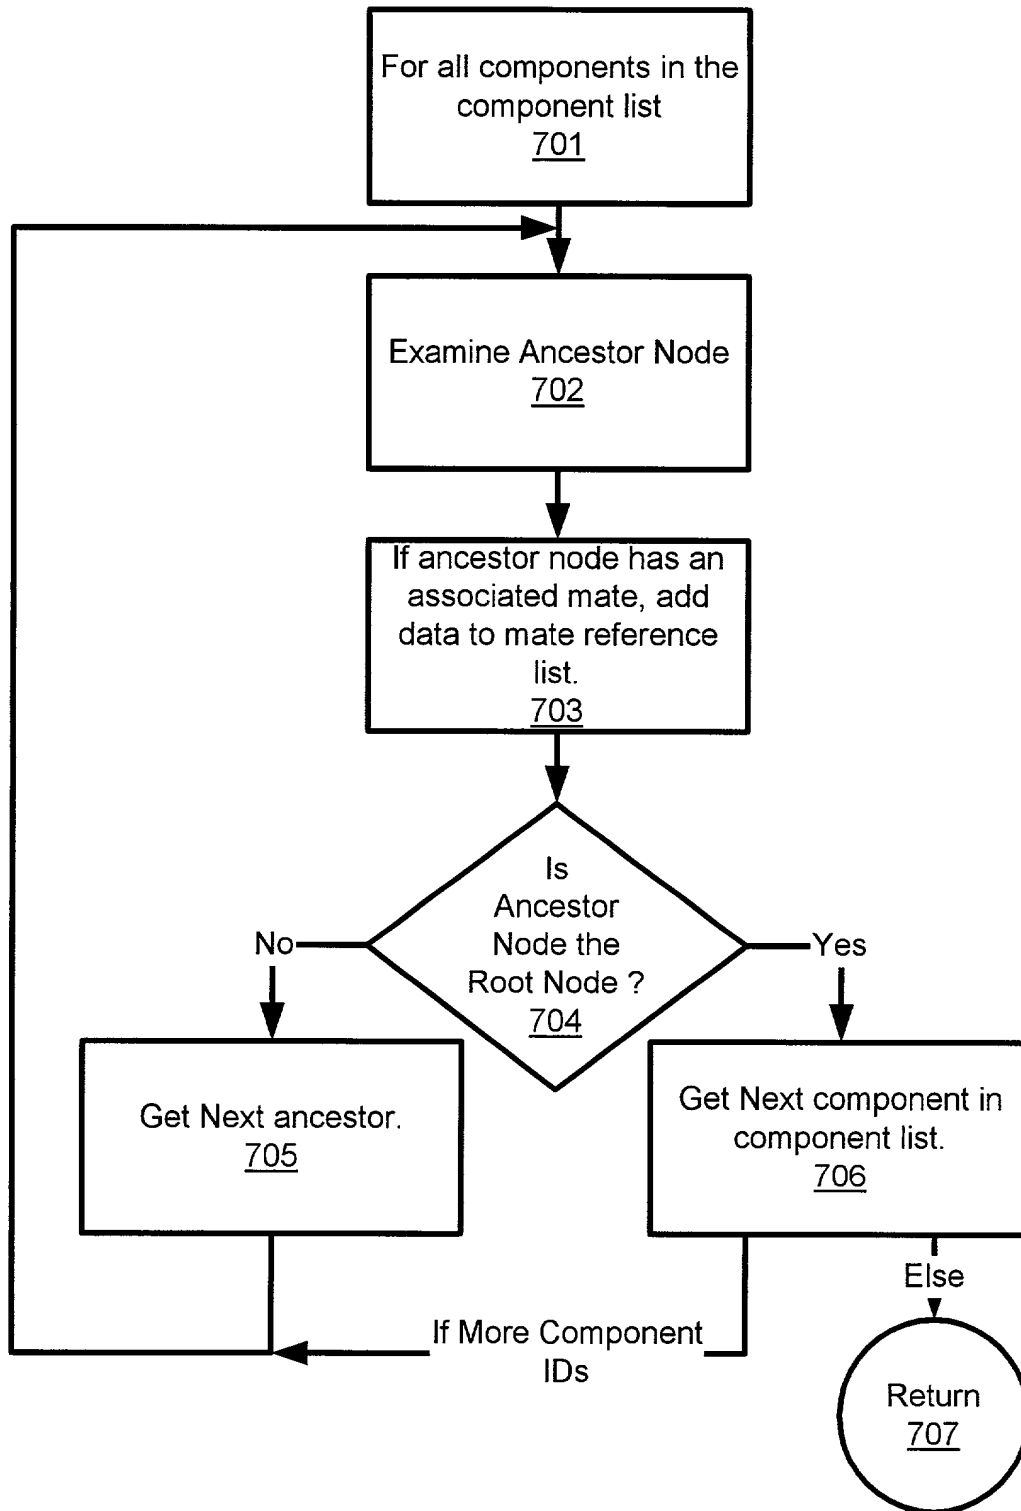 For all components in the
component list
701
Examine Ancestor Node
702
If ancestor node has an
associated mate, add
data to mate reference
list.
703
Is
Ancestor
Node the
Root Node ?
704
No
Yes
Get Next ancestor.
705
Get Next component in
component list.
706
Else
If More Component
IDs
Return
707